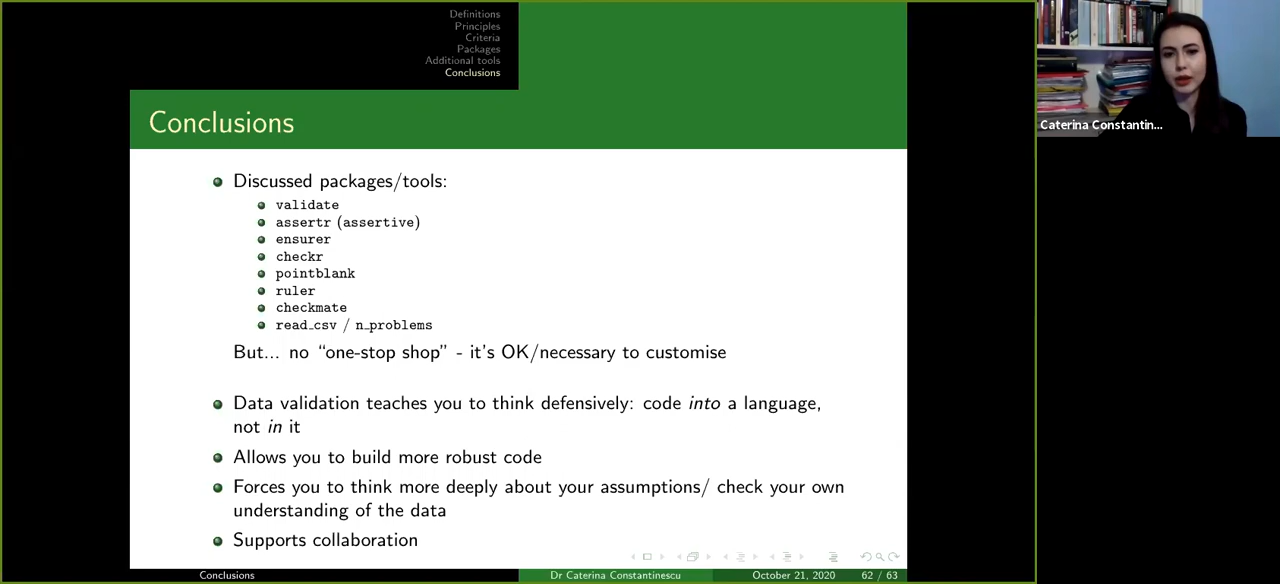 Definitions
Principles
Criteria
Packages
Additional tools
Conclusions
Conclusions
Discussed packages/tools:
validate
assertr (assertive)
ensurer
checkr
pointblank
ruler
checkmate
read_csv / n_problems
But... no “one-stop shop” - it's OK/necessary to customise
Data validation teaches you to think defensively: code into a language,
not in it
Allows you to build more robust code
Forces you to think more deeply about your assumptions/ check your own
understanding of the data
Supports collaboration
Conclusions
Dr Caterina Constantinescu
October 21, 2020
62 / 63
Caterina Constantin...